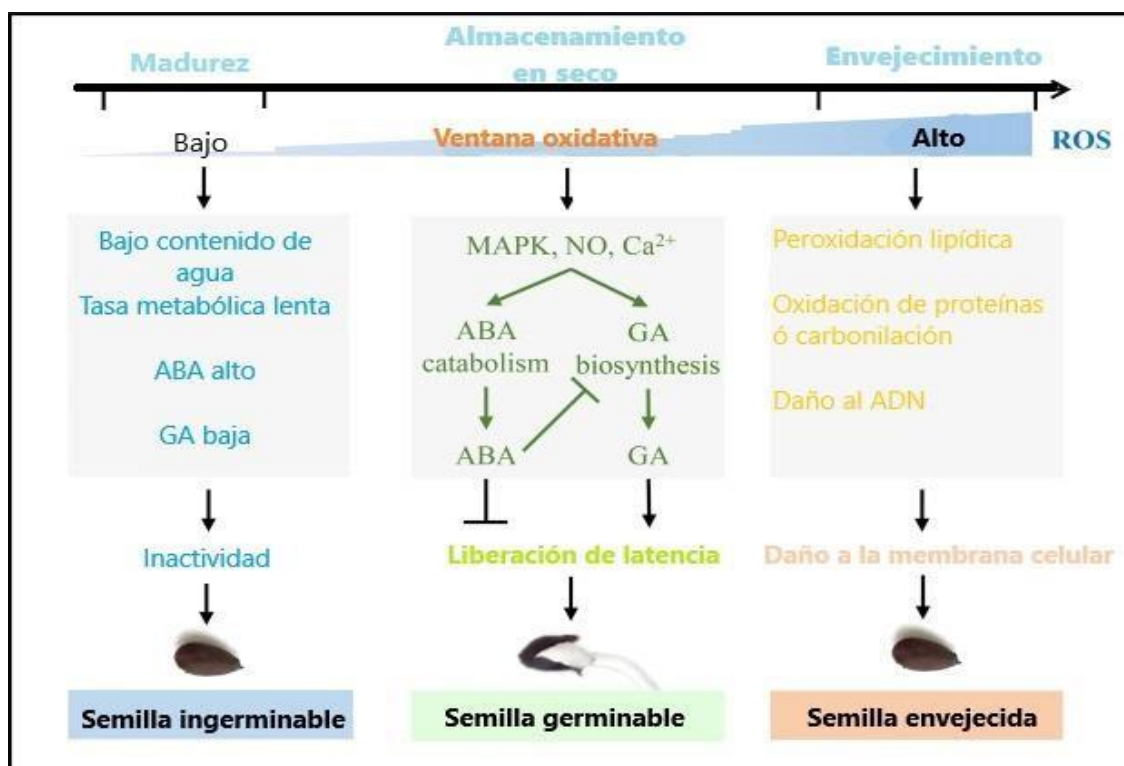 Madurez
Almacenamiento
en seco
Envejecimiento
Bajo
Ventana oxidativa
Alto
ROS
Bajo contenido de
agua
Tasa metabólica lenta
ABA alto
GA baja
Inactividad
Semilla ingerminable
MAPK, NO, Ca²⁺
ABA
catabolism
GA
biosynthesis
ABA
GA
Liberación de latencia
Semilla germinable
Peroxidación lipídica
Oxidación de proteínas
ó carbonilación
Daño al ADN
Daño a la membrana celular
Semilla envejecida